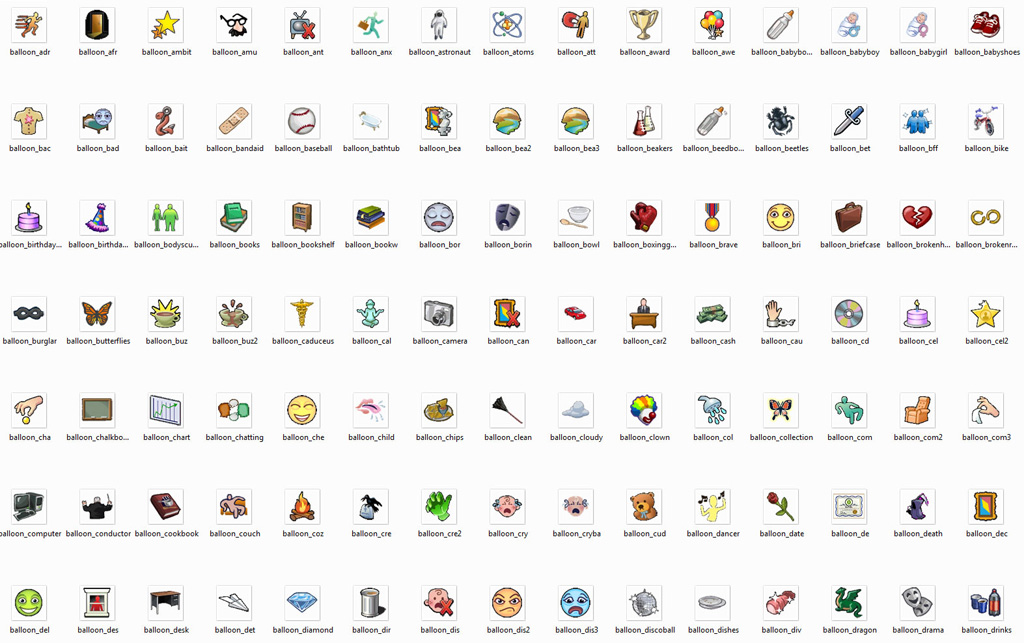 balloon_adr balloon_afr balloon_ambit balloon_amu balloon_ant balloon_anx balloon_astronaut balloon_atoms balloon_att balloon_award balloon_awe balloon_babybo... balloon_babyboy balloon_babygirl balloon_babyshoes
balloon_bac balloon_bad balloon_bait balloon_bandaid balloon_baseball balloon_bathtub balloon_bea balloon_bea2 balloon_bea3 balloon_beakers balloon_beedbo... balloon_beetles balloon_bet balloon_bff balloon_bike
balloon_birthday... balloon_birthda... balloon_bodyscu... balloon_books balloon_bookshelf balloon_bookw balloon_bor balloon_borin balloon_bowl balloon_boxingg... balloon_brave balloon_bri balloon_briefcase balloon_brokenh... balloon_brokenr...
balloon_burglar balloon_butterflies balloon_buz balloon_buz2 balloon_caduceus balloon_cal balloon_camera balloon_can balloon_car balloon_car2 balloon_cash balloon_cau balloon_cd balloon_cel balloon_cel2
balloon_cha balloon_chalkbo... balloon_chart balloon_chatting balloon_che balloon_child balloon_chips balloon_clean balloon_cloudy balloon_clown balloon_col balloon_collection balloon_com balloon_com2 balloon_com3
balloon_computer balloon_conductor balloon_cookbook balloon_couch balloon_coz balloon_cre balloon_cre2 balloon_cry balloon_cryba balloon_cud balloon_dancer balloon_date balloon_de balloon_death balloon_dec
balloon_del balloon_des balloon_desk balloon_det balloon_diamond balloon_dir balloon_dis balloon_dis2 balloon_dis3 balloon_discoball balloon_dishes balloon_div balloon_dragon balloon_drama balloon_drinks